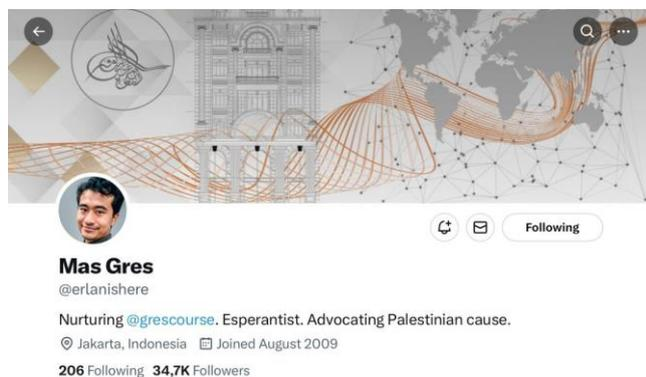 Following
Mas Gres
@erlanishere
Nurturing @grescourse. Esperantist. Advocating Palestinian cause.
Jakarta, Indonesia Joined August 2009
206 Following 34,7K Followers